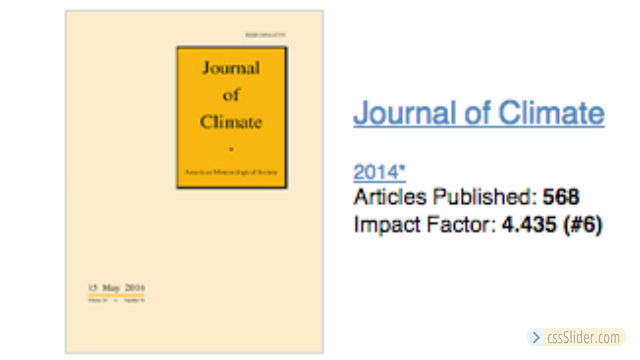 Journal
of
Climate
American Meteorological Society
15 May 2016
Journal of Climate
2014*
Articles Published: 568
Impact Factor: 4.435 (#6)
cssSlider.com